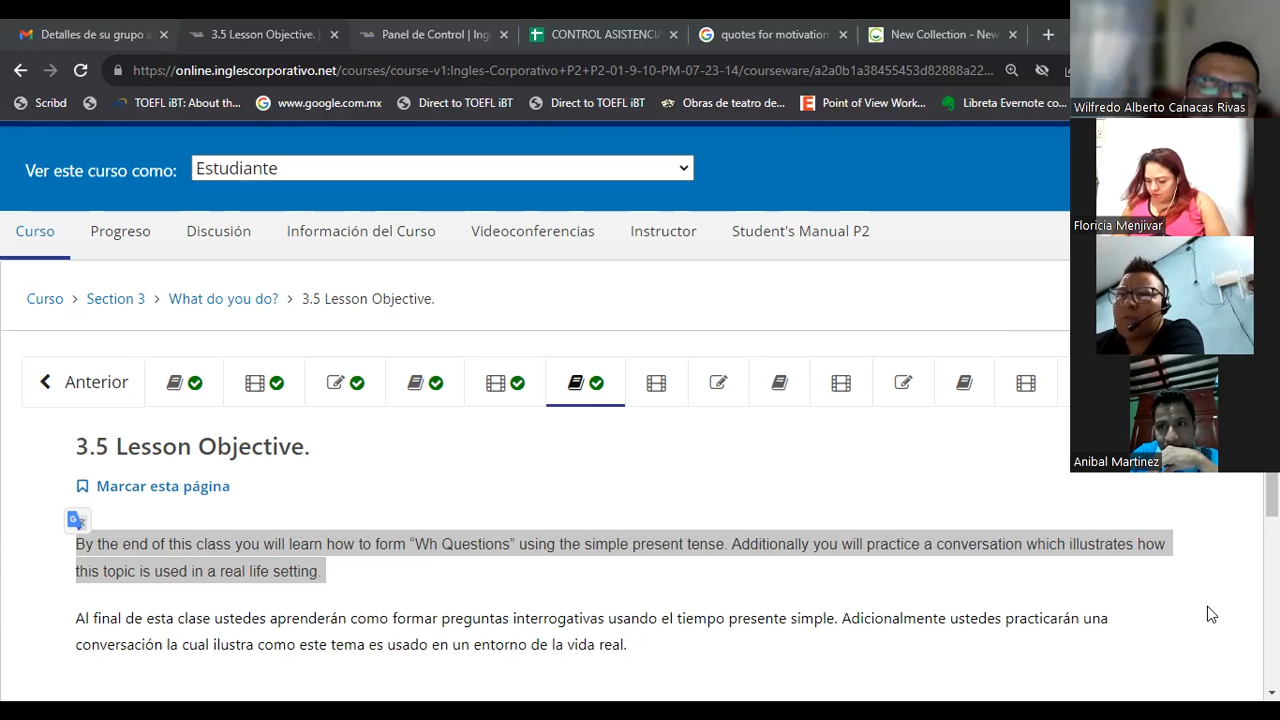 Detalles de su grupo a
3.5 Lesson Objective.
Panel de Control | Ing
CONTROL ASISTENCIA
quotes for motivation
New Collection - New
https://online.inglescorporativo.net/courses/course-v1:Ingles-Corporativo+P2+P2-01-9-10-PM-07-23-14/courseware/a2a0b1a38455453d82888a22...
Scribd
TOEFL iBT: About th...
www.google.com.mx
Direct to TOEFL iBT
Direct to TOEFL iBT
Obras de teatro de...
Point of View Work...
Libreta Evernote co...
Wilfredo Alberto Canacas Rivas
Ver este curso como:
Estudiante
Floricia Menjivar
Curso
Progreso
Discusión
Información del Curso
Videoconferencias
Instructor
Student's Manual P2
Curso > Section 3 > What do you do? > 3.5 Lesson Objective.
Anterior
3.5 Lesson Objective.
Anibal Martinez
Marcar esta página
By the end of this class you will learn how to form “Wh Questions” using the simple present tense. Additionally you will practice a conversation which illustrates how
this topic is used in a real life setting.
Al final de esta clase ustedes aprenderán como formar preguntas interrogativas usando el tiempo presente simple. Adicionalmente ustedes practicarán una
conversación la cual ilustra como este tema es usado en un entorno de la vida real.